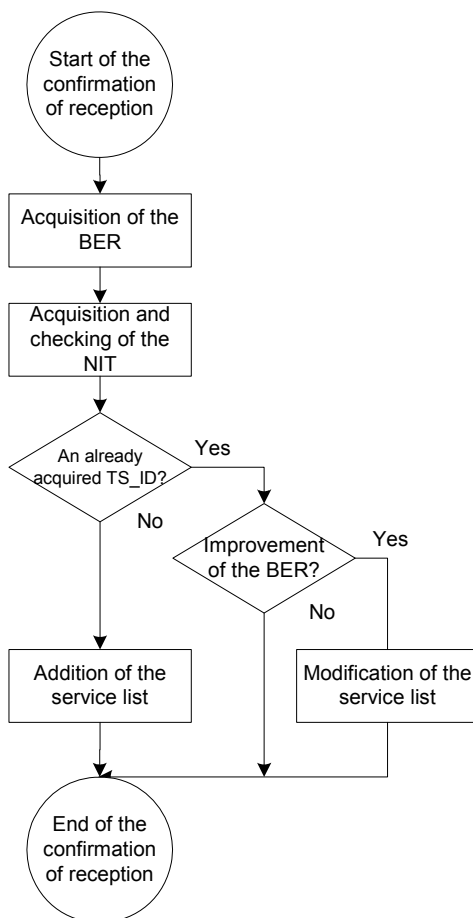 Start of the
confirmation
of reception
Acquisition of the
BER
Acquisition and
checking of the
NIT
An already
acquired TS_ID?
Yes
No
Improvement
of the BER?
Yes
No
Addition of the
service list
Modification of the
service list
End of the
confirmation
of reception